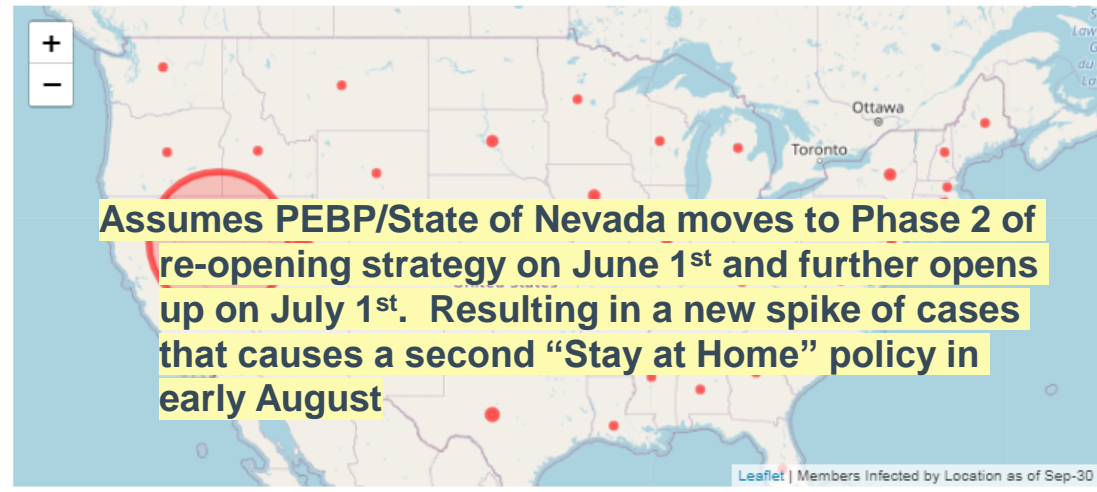 +
−
Ottawa
Toronto
Assumes PEBP/State of Nevada moves to Phase 2 of
re-opening strategy on June 1st and further opens
up on July 1st. Resulting in a new spike of cases
that causes a second “Stay at Home” policy in
early August
Leaflet | Members Infected by Location as of Sep-30